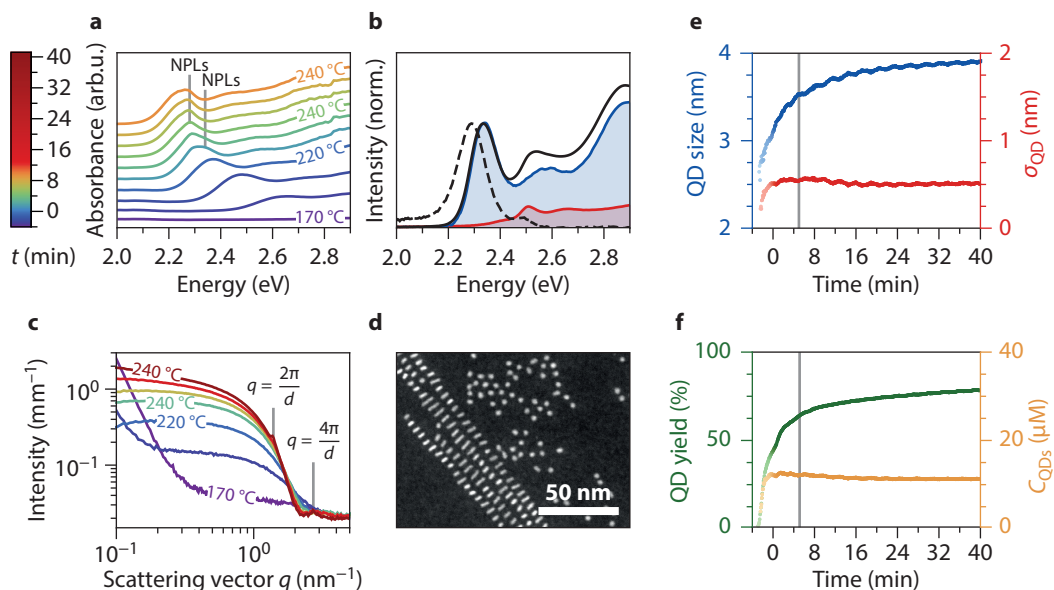 a
40
32
24
16
8
0
t (min)
Absorbance (arb.u.)
NPLs
NPLs
240 °C
240 °C
220 °C
170 °C
2.0 2.2 2.4 2.6 2.8
Energy (eV)
b
Intensity (norm.)
2.0 2.2 2.4 2.6 2.8
Energy (eV)
e
4
3
2
QD size (nm)
2
1
0
σQD (nm)
0 8 16 24 32 40
Time (min)
c
Intensity (mm⁻¹)
10⁰
10⁻¹
240 °C
240 °C
220 °C
170 °C
q = 2π/d
q = 4π/d
10⁻¹ 10⁰
Scattering vector q (nm⁻¹)
d
50 nm
f
100
50
0
QD yield (%)
40
20
0
CQDs (μM)
0 8 16 24 32 40
Time (min)